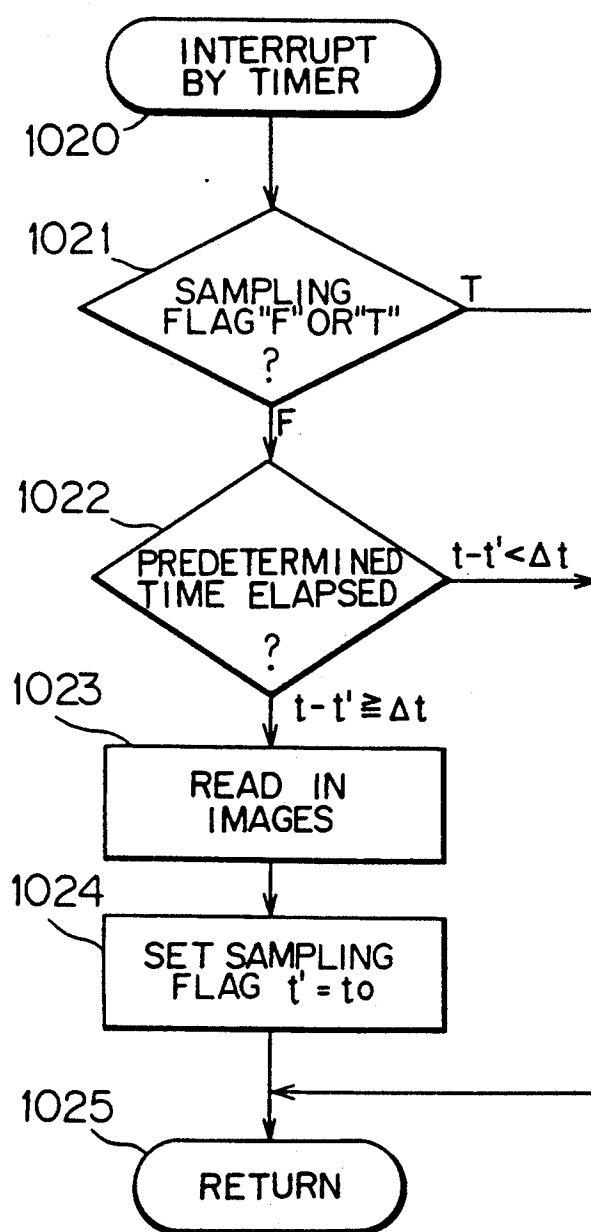 INTERRUPT
BY TIMER
1020
1021
SAMPLING
FLAG"F"OR"T"
?
T
F
1022
PREDETERMINED
TIME ELAPSED
?
t-t'<Δt
t-t'≧Δt
1023
READ IN
IMAGES
1024
SET SAMPLING
FLAG t'=to
1025
RETURN